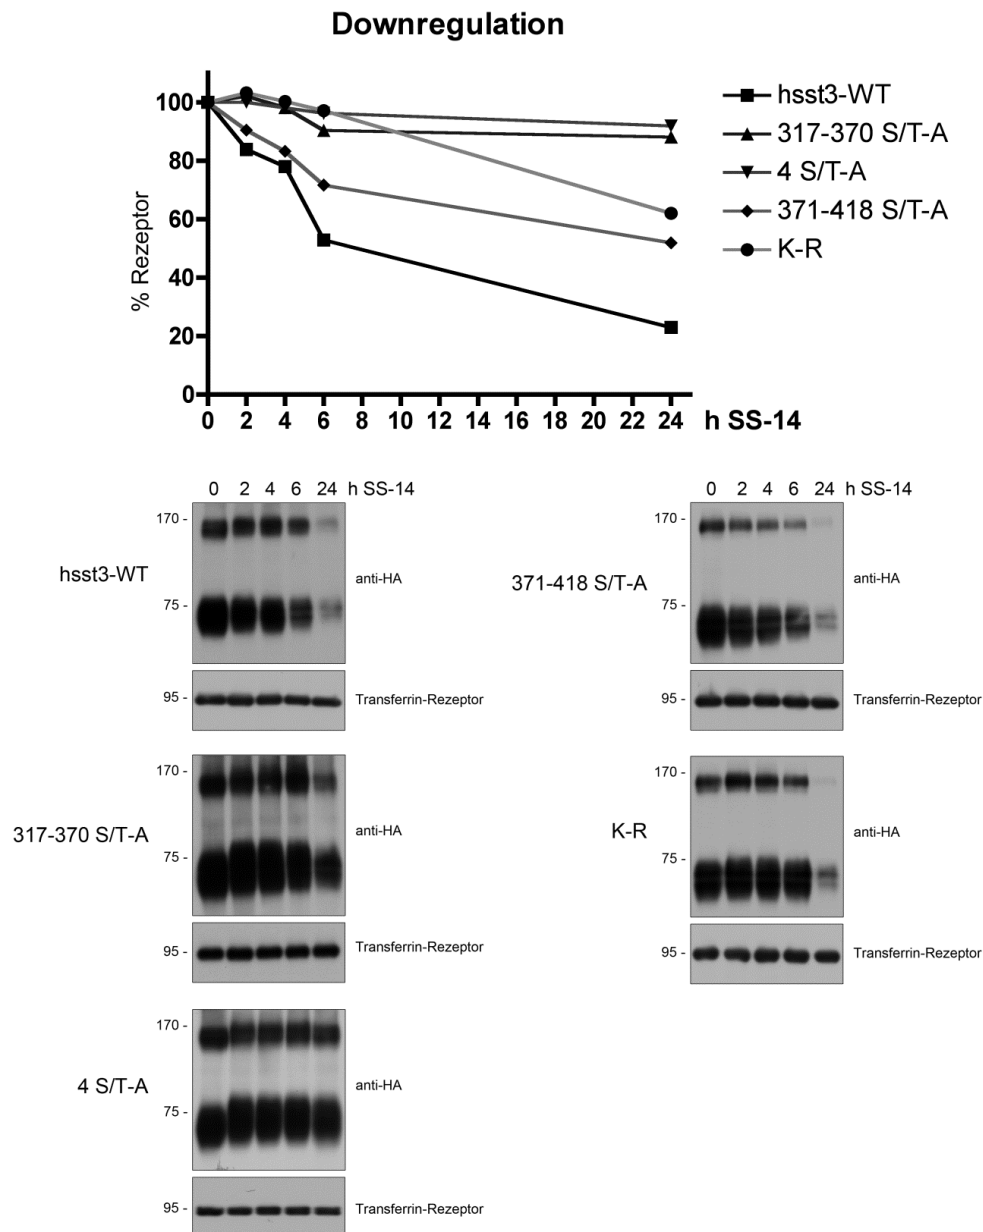 Downregulation
% Rezeptor
100
80
60
40
20
0
0 2 4 6 8 10 12 14 16 18 20 22 24 h SS-14
hsst3-WT
317-370 S/T-A
4 S/T-A
371-418 S/T-A
K-R
0 2 4 6 24 h SS-14
hsst3-WT
170 -
75 -
anti-HA
95 -
Transferrin-Rezeptor
317-370 S/T-A
170 -
75 -
anti-HA
95 -
Transferrin-Rezeptor
4 S/T-A
170 -
75 -
anti-HA
95 -
Transferrin-Rezeptor
0 2 4 6 24 h SS-14
371-418 S/T-A
170 -
75 -
anti-HA
95 -
Transferrin-Rezeptor
K-R
170 -
75 -
anti-HA
95 -
Transferrin-Rezeptor